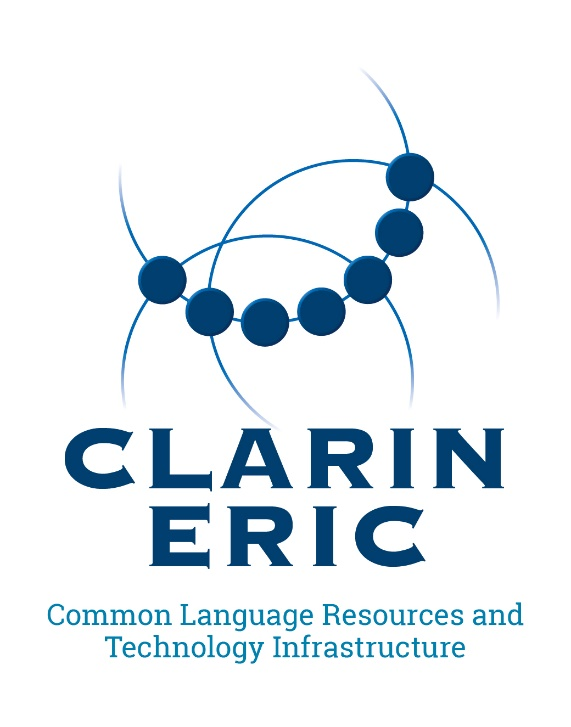 CLARIN
ERIC
Common Language Resources and
Technology Infrastructure